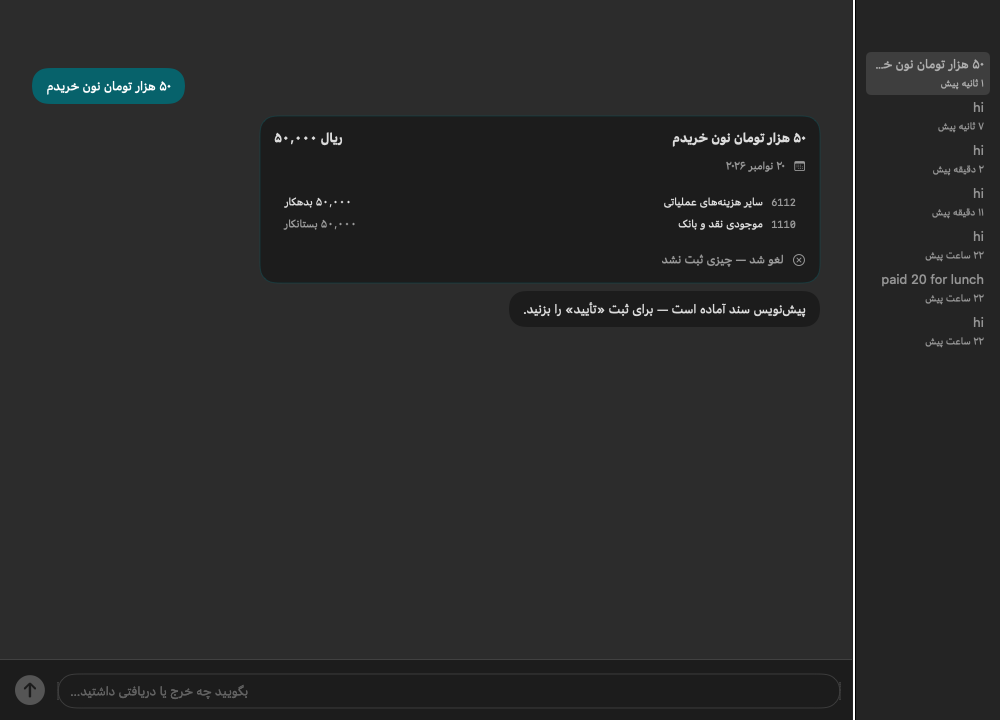 ۵۰ هزار تومان نون خریدم
۵۰ هزار تومان نون خریدم
ریال ۵۰,۰۰۰
۲۰ نوامبر ۲۰۲۶
6112 سایر هزینه‌های عملیاتی
۵۰,۰۰۰ بدهکار
1110 موجودی نقد و بانک
۵۰,۰۰۰ بستانکار
لغو شد — چیزی ثبت نشد
پیش‌نویس سند آماده است — برای ثبت «تأیید» را بزنید.
بگویید چه خرج یا دریافتی داشتید...
۵۰ هزار تومان نون خ...
۱ ثانیه پیش
hi
۷ ثانیه پیش
hi
۲ دقیقه پیش
hi
۱۱ دقیقه پیش
hi
۲۲ ساعت پیش
paid 20 for lunch
۲۲ ساعت پیش
hi
۲۲ ساعت پیش